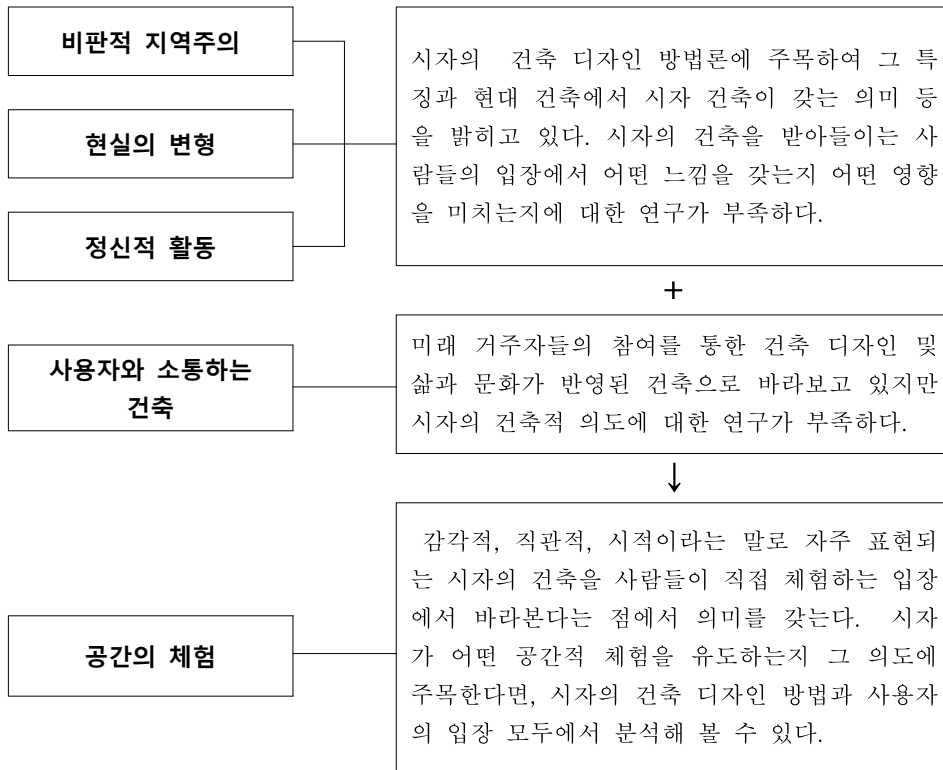 비판적 지역주의
현실의 변형
정신적 활동
시자의 건축 디자인 방법론에 주목하여 그 특
징과 현대 건축에서 시자 건축이 갖는 의미 등
을 밝히고 있다. 시자의 건축을 받아들이는 사
람들의 입장에서 어떤 느낌을 갖는지 어떤 영향
을 미치는지에 대한 연구가 부족하다.
+
사용자와 소통하는
건축
미래 거주자들의 참여를 통한 건축 디자인 및
삶과 문화가 반영된 건축으로 바라보고 있지만
시자의 건축적 의도에 대한 연구가 부족하다.
↓
공간의 체험
감각적, 직관적, 시적이라는 말로 자주 표현되
는 시자의 건축을 사람들이 직접 체험하는 입장
에서 바라본다는 점에서 의미를 갖는다. 시자
가 어떤 공간적 체험을 유도하는지 그 의도에
주목한다면, 시자의 건축 디자인 방법과 사용자
의 입장 모두에서 분석해 볼 수 있다.